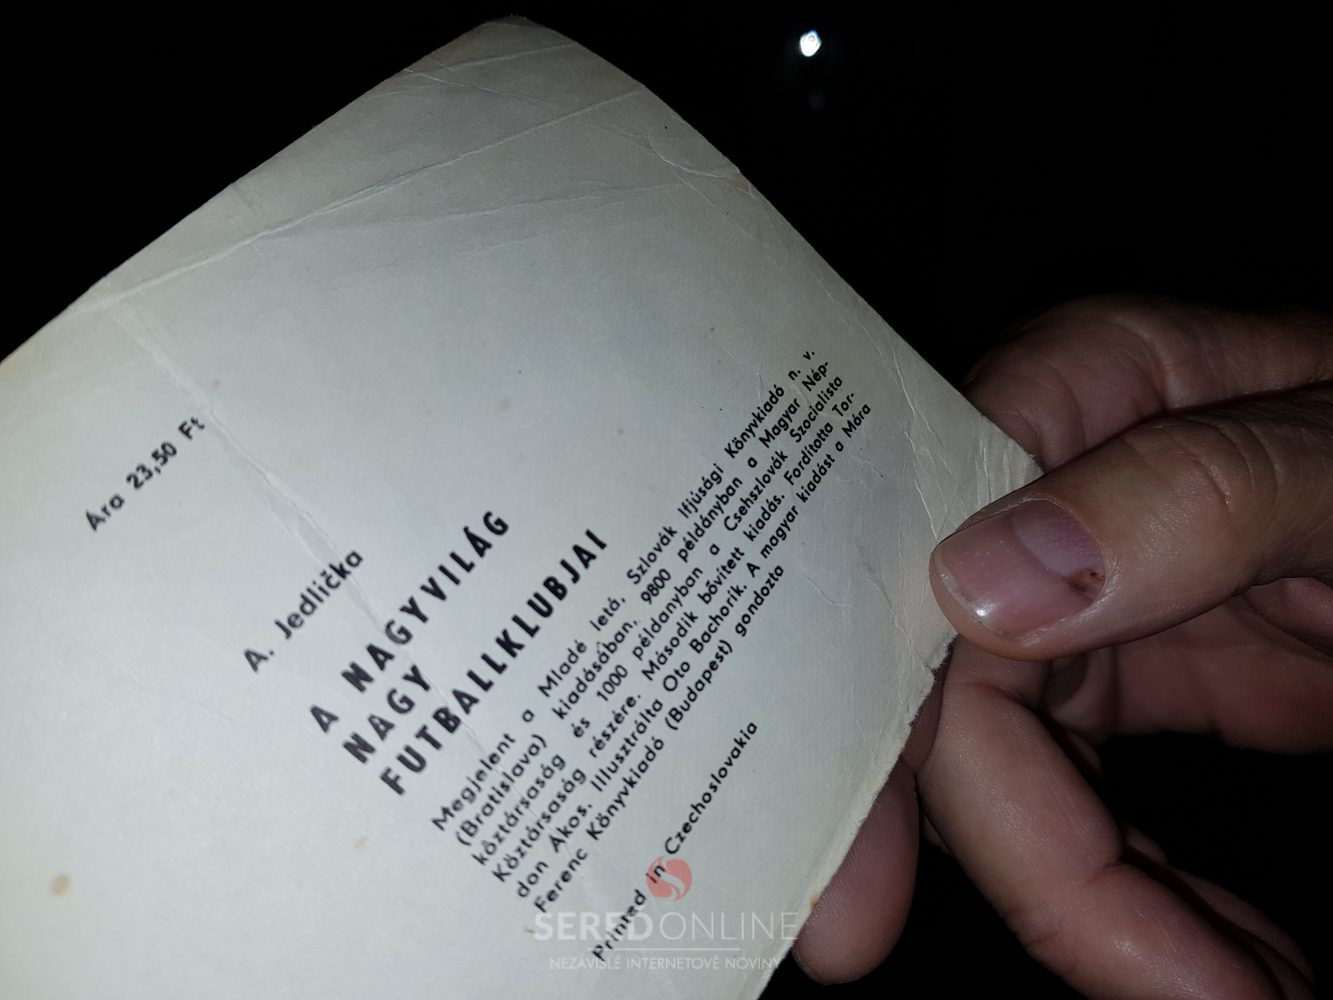 Ára 23,50 Ft
A. Jedlička
A NAGYVILÁG
NAGY
FUTBALLKLUBJAI
Megjelent a Mladé letá, Szlovák Ifjúsági Könyvkiadó n. v.
(Bratislava) kiadásában, 9800 példányban a Magyar Nép-
köztársaság és 1000 példanyban a Csehszlovák Szocialista
Köztársaság részére. Második bővített kiadás. Fordította Tor-
don Ákos. Illusztrálta Oto Bachorík. A magyar kiadást a Móra
Ferenc Könyvkiadó (Budapest) gondozta
Printed in Czechoslovakia
SEREDONLINE
NEZÁVISLÉ INTERNETOVÉ NOVINY